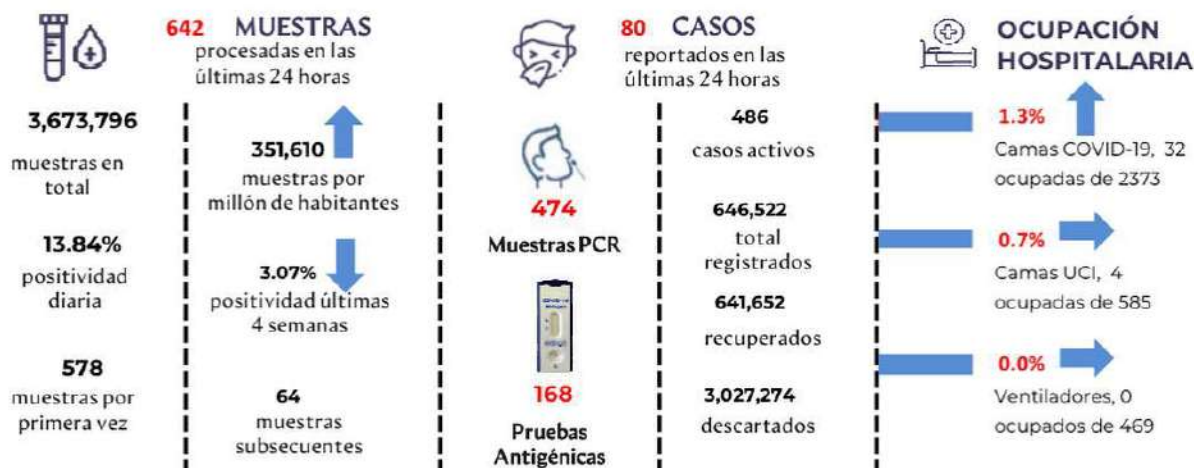 642 MUESTRAS
procesadas en las
últimas 24 horas
3,673,796
muestras en
total
13.84%
positividad
diaria
578
muestras por
primera vez
351,610
muestras por
millón de habitantes
3.07%
positividad últimas
4 semanas
64
muestras
subsecuentes
80 CASOS
reportados en las
últimas 24 horas
474
Muestras PCR
168
Pruebas
Antigénicas
486
casos activos
646,522
total
registrados
641,652
recuperados
3,027,274
descartados
OCUPACIÓN
HOSPITALARIA
1.3%
Camas COVID-19, 32
ocupadas de 2373
0.7%
Camas UCI, 4
ocupadas de 585
0.0%
Ventiladores, 0
ocupados de 469